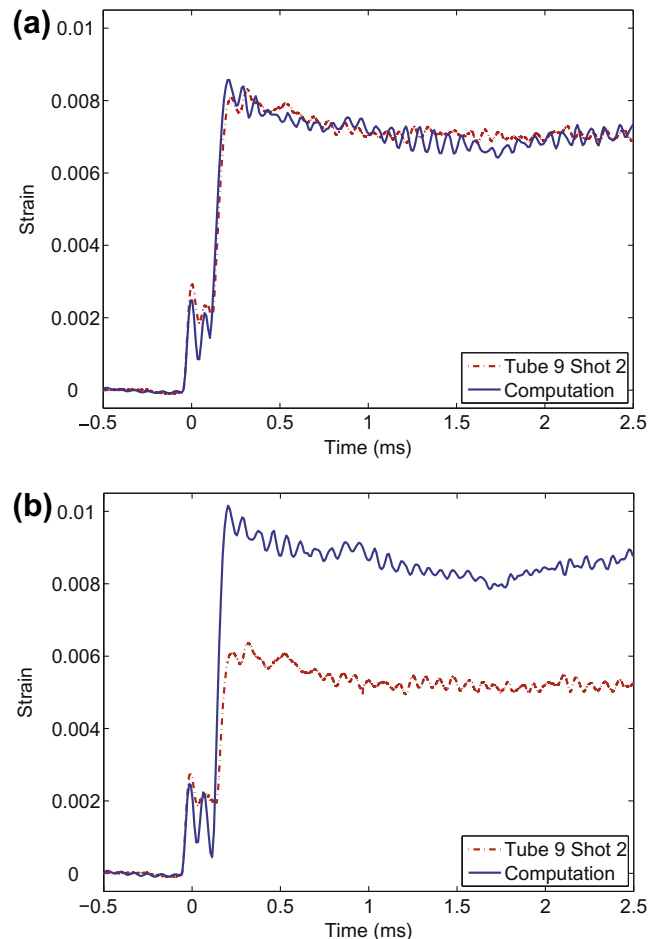 (a)
0.01
0.008
0.006
0.004
0.002
0
Strain
−0.5 0 0.5 1 1.5 2 2.5
Time (ms)
Tube 9 Shot 2
Computation
(b)
0.01
0.008
0.006
0.004
0.002
0
Strain
−0.5 0 0.5 1 1.5 2 2.5
Time (ms)
Tube 9 Shot 2
Computation